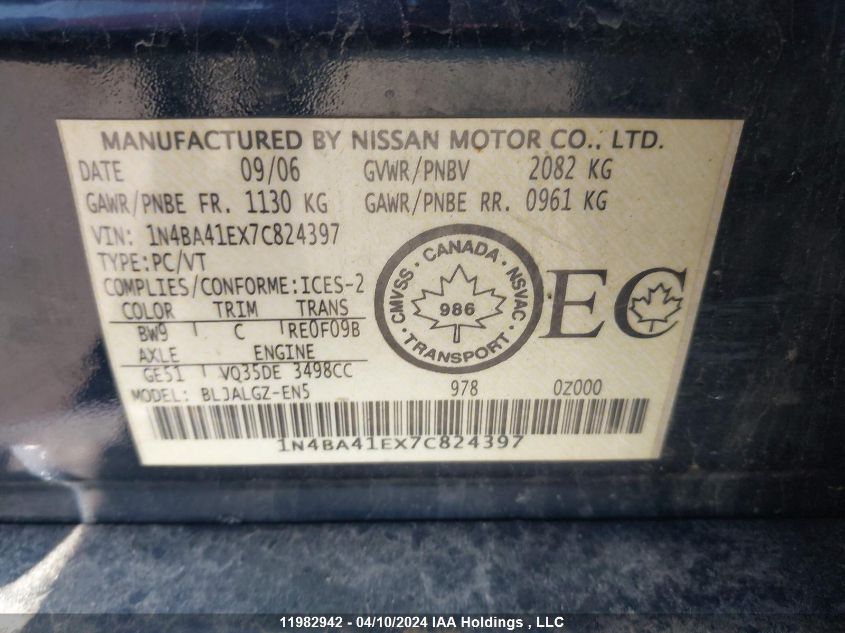 MANUFACTURED BY NISSAN MOTOR CO., LTD.
DATE 09/06 GVWR/PNBV 2082 KG
GAWR/PNBE FR. 1130 KG GAWR/PNBE RR. 0961 KG
VIN: 1N4BA41EX7C824397
TYPE:PC/VT
COMPLIES/CONFORME:ICES-2
COLOR TRIM TRANS
BW9 C RE0F09B
AXLE ENGINE
GE51 VQ35DE 3498CC
MODEL: BLJALGZ-EN5 978 0Z000
CANADA
CMVSS NSVAC
986
TRANSPORT
EC
1N4BA41EX7C824397
11982942 - 04/10/2024 IAA Holdings , LLC